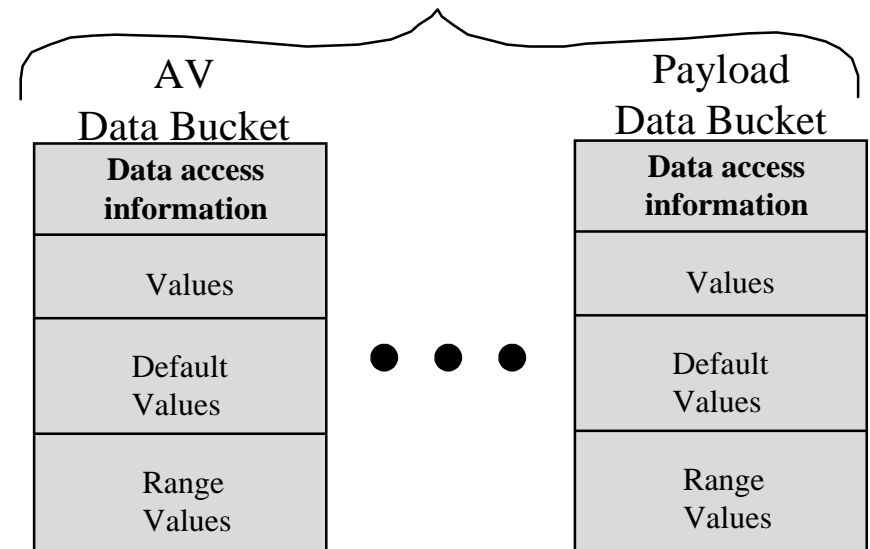 AV
Data Bucket
Data access
information
Values
Default
Values
Range
Values
Payload
Data Bucket
Data access
information
Values
Default
Values
Range
Values